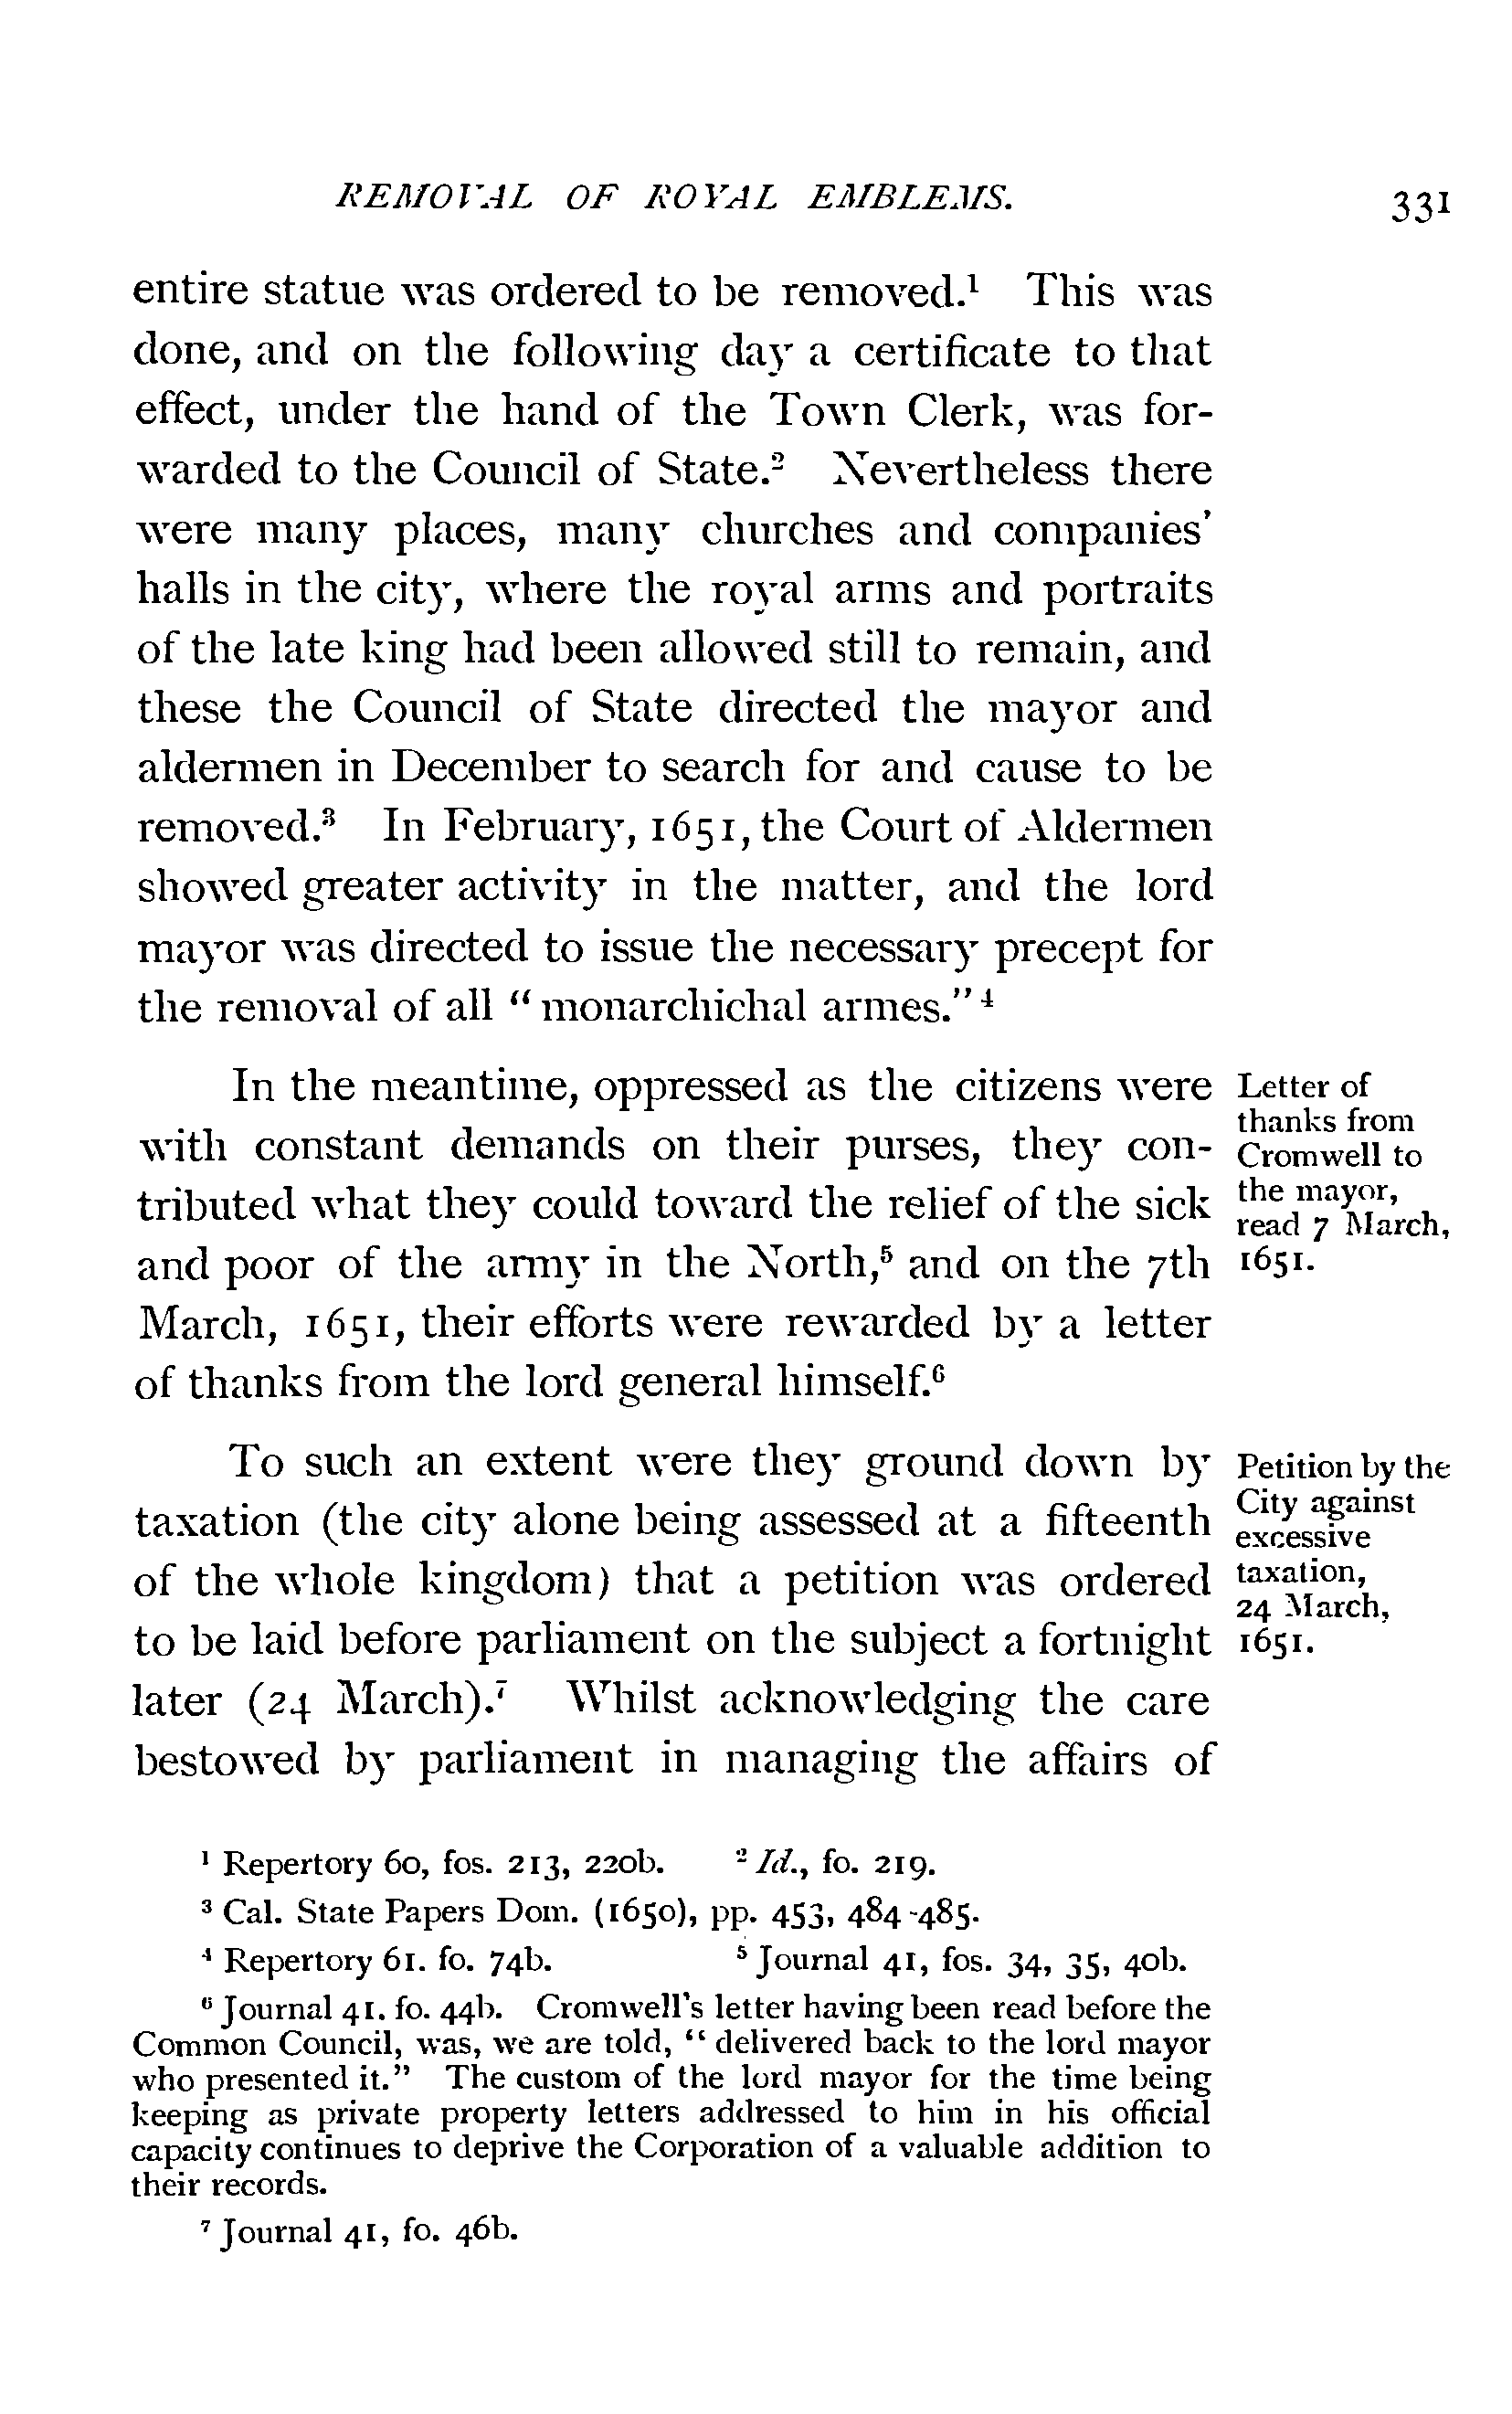 REMOVAL OF ROYAL EMBLEMS. 331
entire statue was ordered to be removed.¹ This was
done, and on the following day a certificate to that
effect, under the hand of the Town Clerk, was for-
warded to the Council of State.² Nevertheless there
were many places, many churches and companies'
halls in the city, where the royal arms and portraits
of the late king had been allowed still to remain, and
these the Council of State directed the mayor and
aldermen in December to search for and cause to be
removed.³ In February, 1651, the Court of Aldermen
showed greater activity in the matter, and the lord
mayor was directed to issue the necessary precept for
the removal of all "monarchichal armes."⁴
In the meantime, oppressed as the citizens were
with constant demands on their purses, they con-
tributed what they could toward the relief of the sick
and poor of the army in the North,⁵ and on the 7th
March, 1651, their efforts were rewarded by a letter
of thanks from the lord general himself.⁶
Letter of
thanks from
Cromwell to
the mayor,
read 7 March,
1651.
To such an extent were they ground down by
taxation (the city alone being assessed at a fifteenth
of the whole kingdom) that a petition was ordered
to be laid before parliament on the subject a fortnight
later (24 March).⁷ Whilst acknowledging the care
bestowed by parliament in managing the affairs of
Petition by the
City against
excessive
taxation,
24 March,
1651.
¹ Repertory 60, fos. 213, 220b. ² Id., fo. 219.
³ Cal. State Papers Dom. (1650), pp. 453, 484-485.
⁴ Repertory 61. fo. 74b. ⁵ Journal 41, fos. 34, 35, 40b.
⁶ Journal 41. fo. 44b. Cromwell's letter having been read before the
Common Council, was, we are told, "delivered back to the lord mayor
who presented it." The custom of the lord mayor for the time being
keeping as private property letters addressed to him in his official
capacity continues to deprive the Corporation of a valuable addition to
their records.
⁷ Journal 41, fo. 46b.